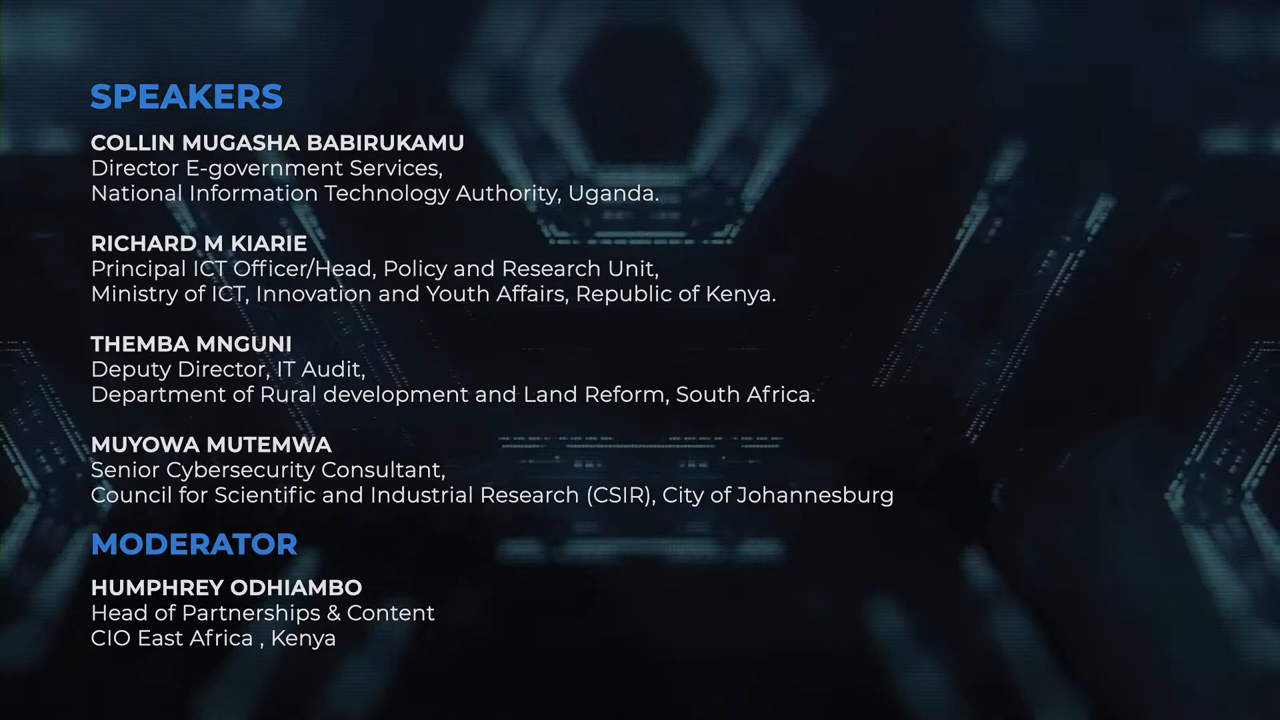 SPEAKERS
COLLIN MUGASHA BABIRUKAMU
Director E-government Services,
National Information Technology Authority, Uganda.
RICHARD M KIARIE
Principal ICT Officer/Head, Policy and Research Unit,
Ministry of ICT, Innovation and Youth Affairs, Republic of Kenya.
THEMBA MNGUNI
Deputy Director, IT Audit,
Department of Rural development and Land Reform, South Africa.
MUYOWA MUTEMWA
Senior Cybersecurity Consultant,
Council for Scientific and Industrial Research (CSIR), City of Johannesburg
MODERATOR
HUMPHREY ODHIAMBO
Head of Partnerships & Content
CIO East Africa , Kenya